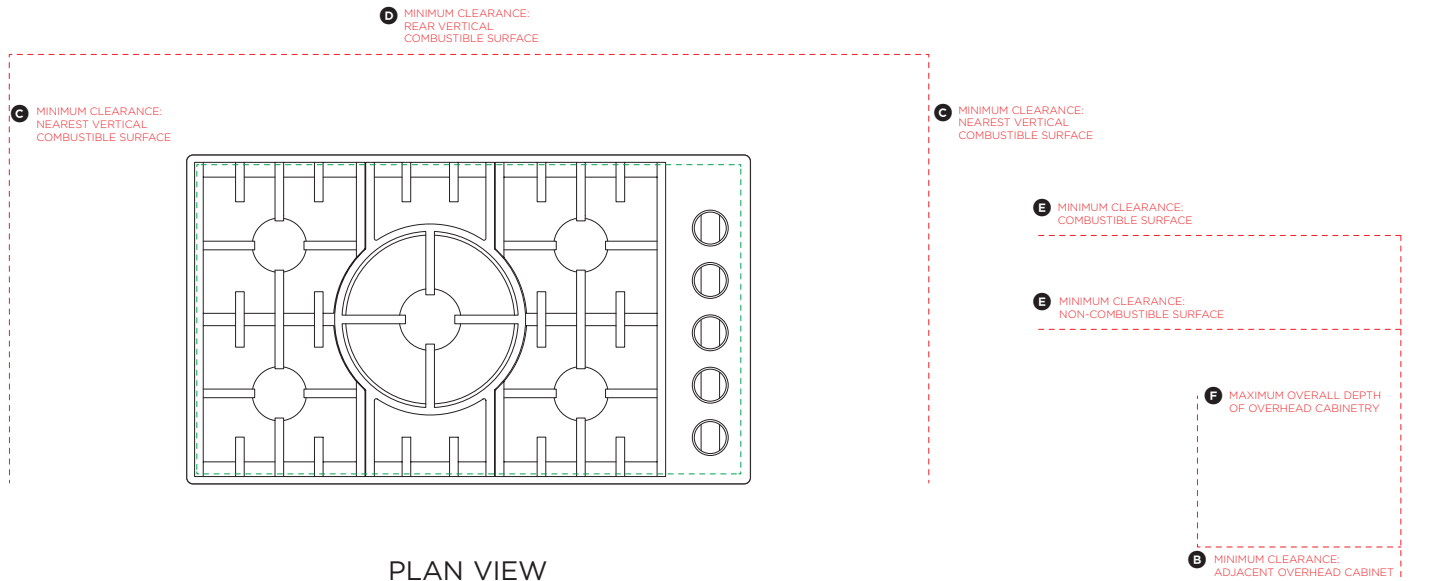 D MINIMUM CLEARANCE:
REAR VERTICAL
COMBUSTIBLE SURFACE
C MINIMUM CLEARANCE:
NEAREST VERTICAL
COMBUSTIBLE SURFACE
C MINIMUM CLEARANCE:
NEAREST VERTICAL
COMBUSTIBLE SURFACE
E MINIMUM CLEARANCE:
COMBUSTIBLE SURFACE
E MINIMUM CLEARANCE:
NON-COMBUSTIBLE SURFACE
F MAXIMUM OVERALL DEPTH
OF OVERHEAD CABINETRY
B MINIMUM CLEARANCE:
ADJACENT OVERHEAD CABINET
PLAN VIEW